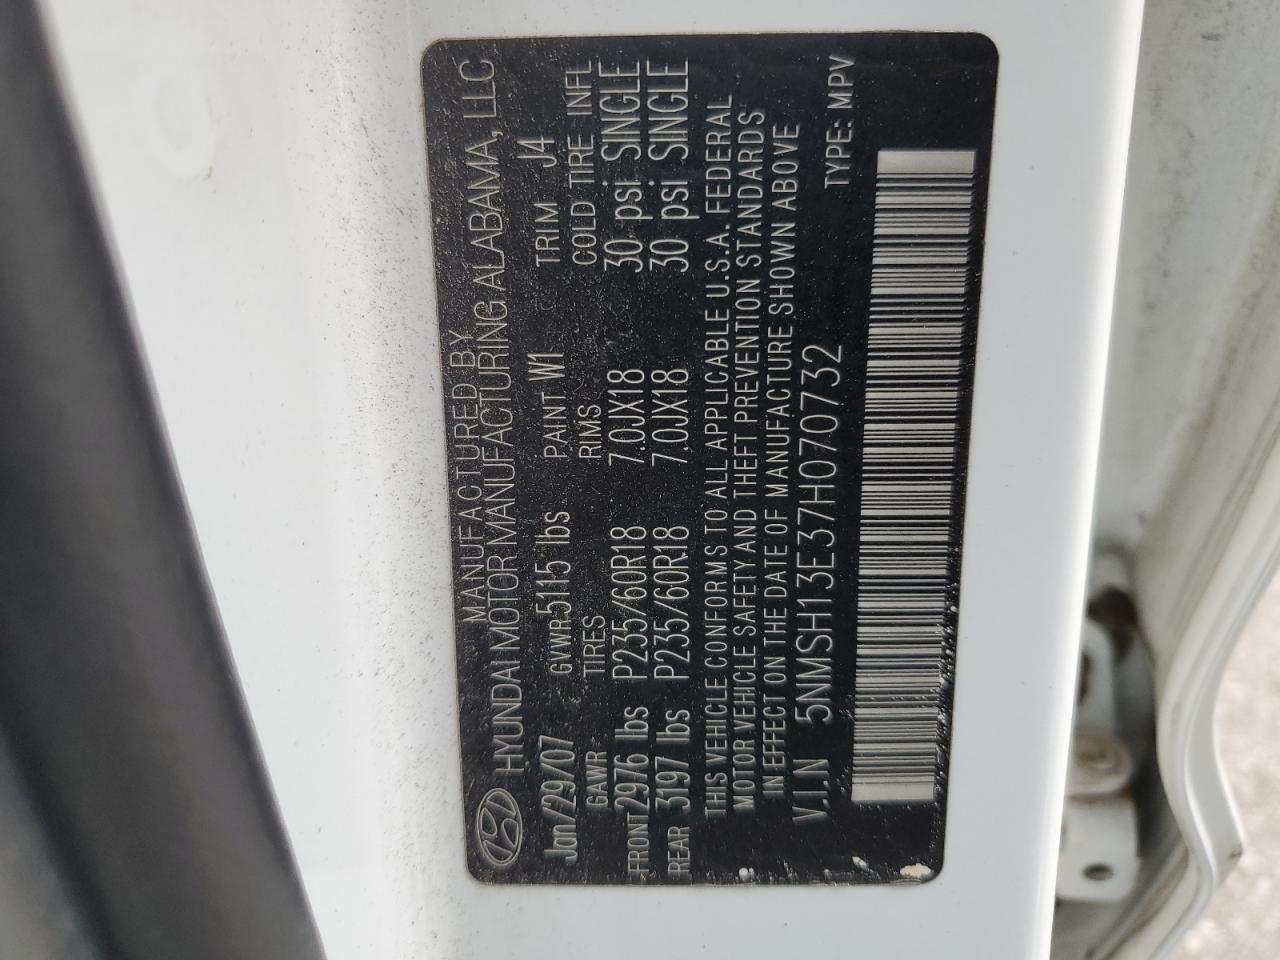 MANUFACTURED BY
HYUNDAI MOTOR MANUFACTURING ALABAMA, LLC
Jan/29/07 GVWR 5115 lbs PAINT W1 TRIM J4
GAWR TIRES RIMS COLD TIRE INFL
FRONT 2976 lbs P235/60R18 7.0JX18 30 psi SINGLE
REAR 3197 lbs P235/60R18 7.0JX18 30 psi SINGLE
THIS VEHICLE CONFORMS TO ALL APPLICABLE U.S.A. FEDERAL
MOTOR VEHICLE SAFETY AND THEFT PREVENTION STANDARDS
IN EFFECT ON THE DATE OF MANUFACTURE SHOWN ABOVE
V.I.N 5NMSH13E37H070732 TYPE: MPV